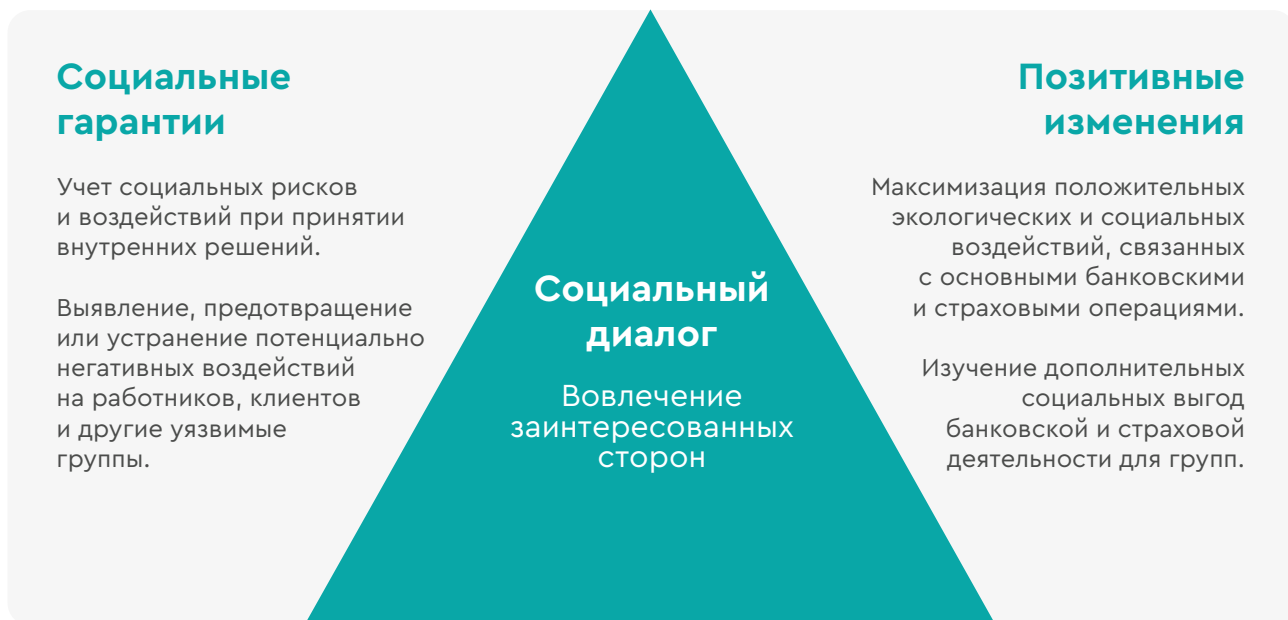 Социальные
гарантии
Учет социальных рисков
и воздействий при принятии
внутренних решений.
Выявление, предотвращение
или устранение потенциально
негативных воздействий
на работников, клиентов
и другие уязвимые
группы.
Социальный
диалог
Вовлечение
заинтересованных
сторон
Позитивные
изменения
Максимизация положительных
экологических и социальных
воздействий, связанных
с основными банковскими
и страховыми операциями.
Изучение дополнительных
социальных выгод
банковской и страховой
деятельности для групп.